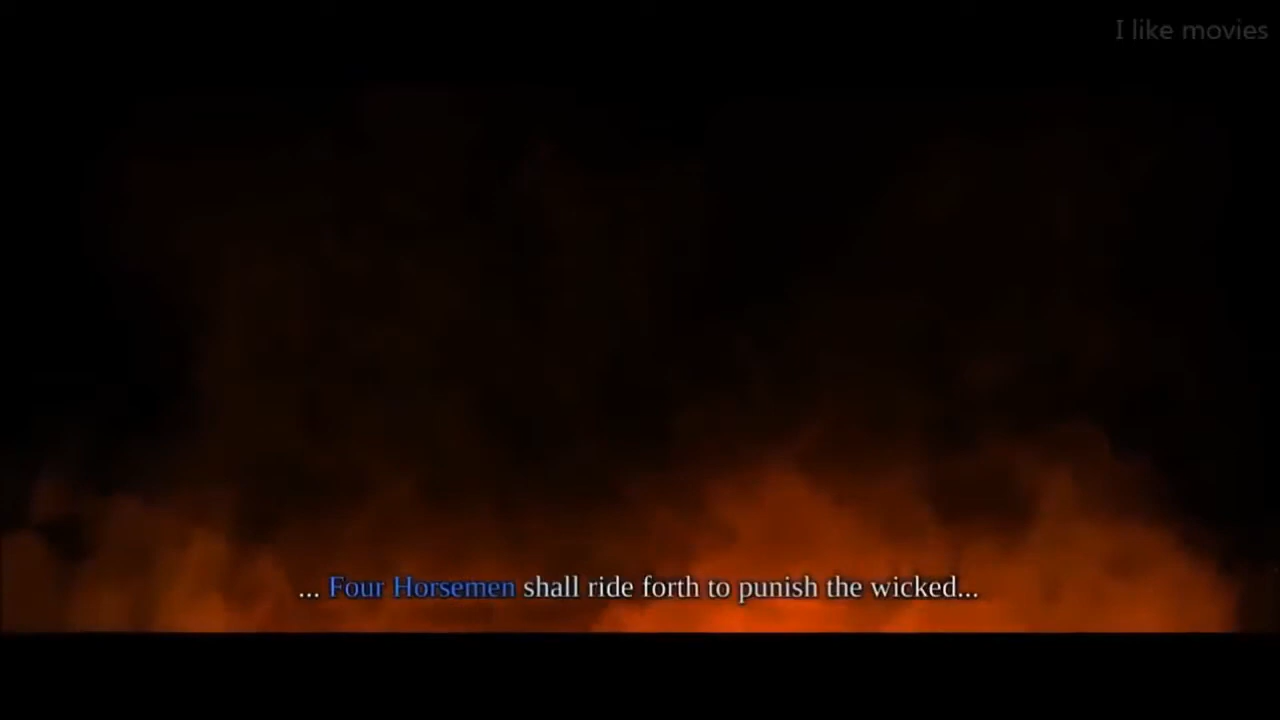 I like movies
... Four Horsemen shall ride forth to punish the wicked...